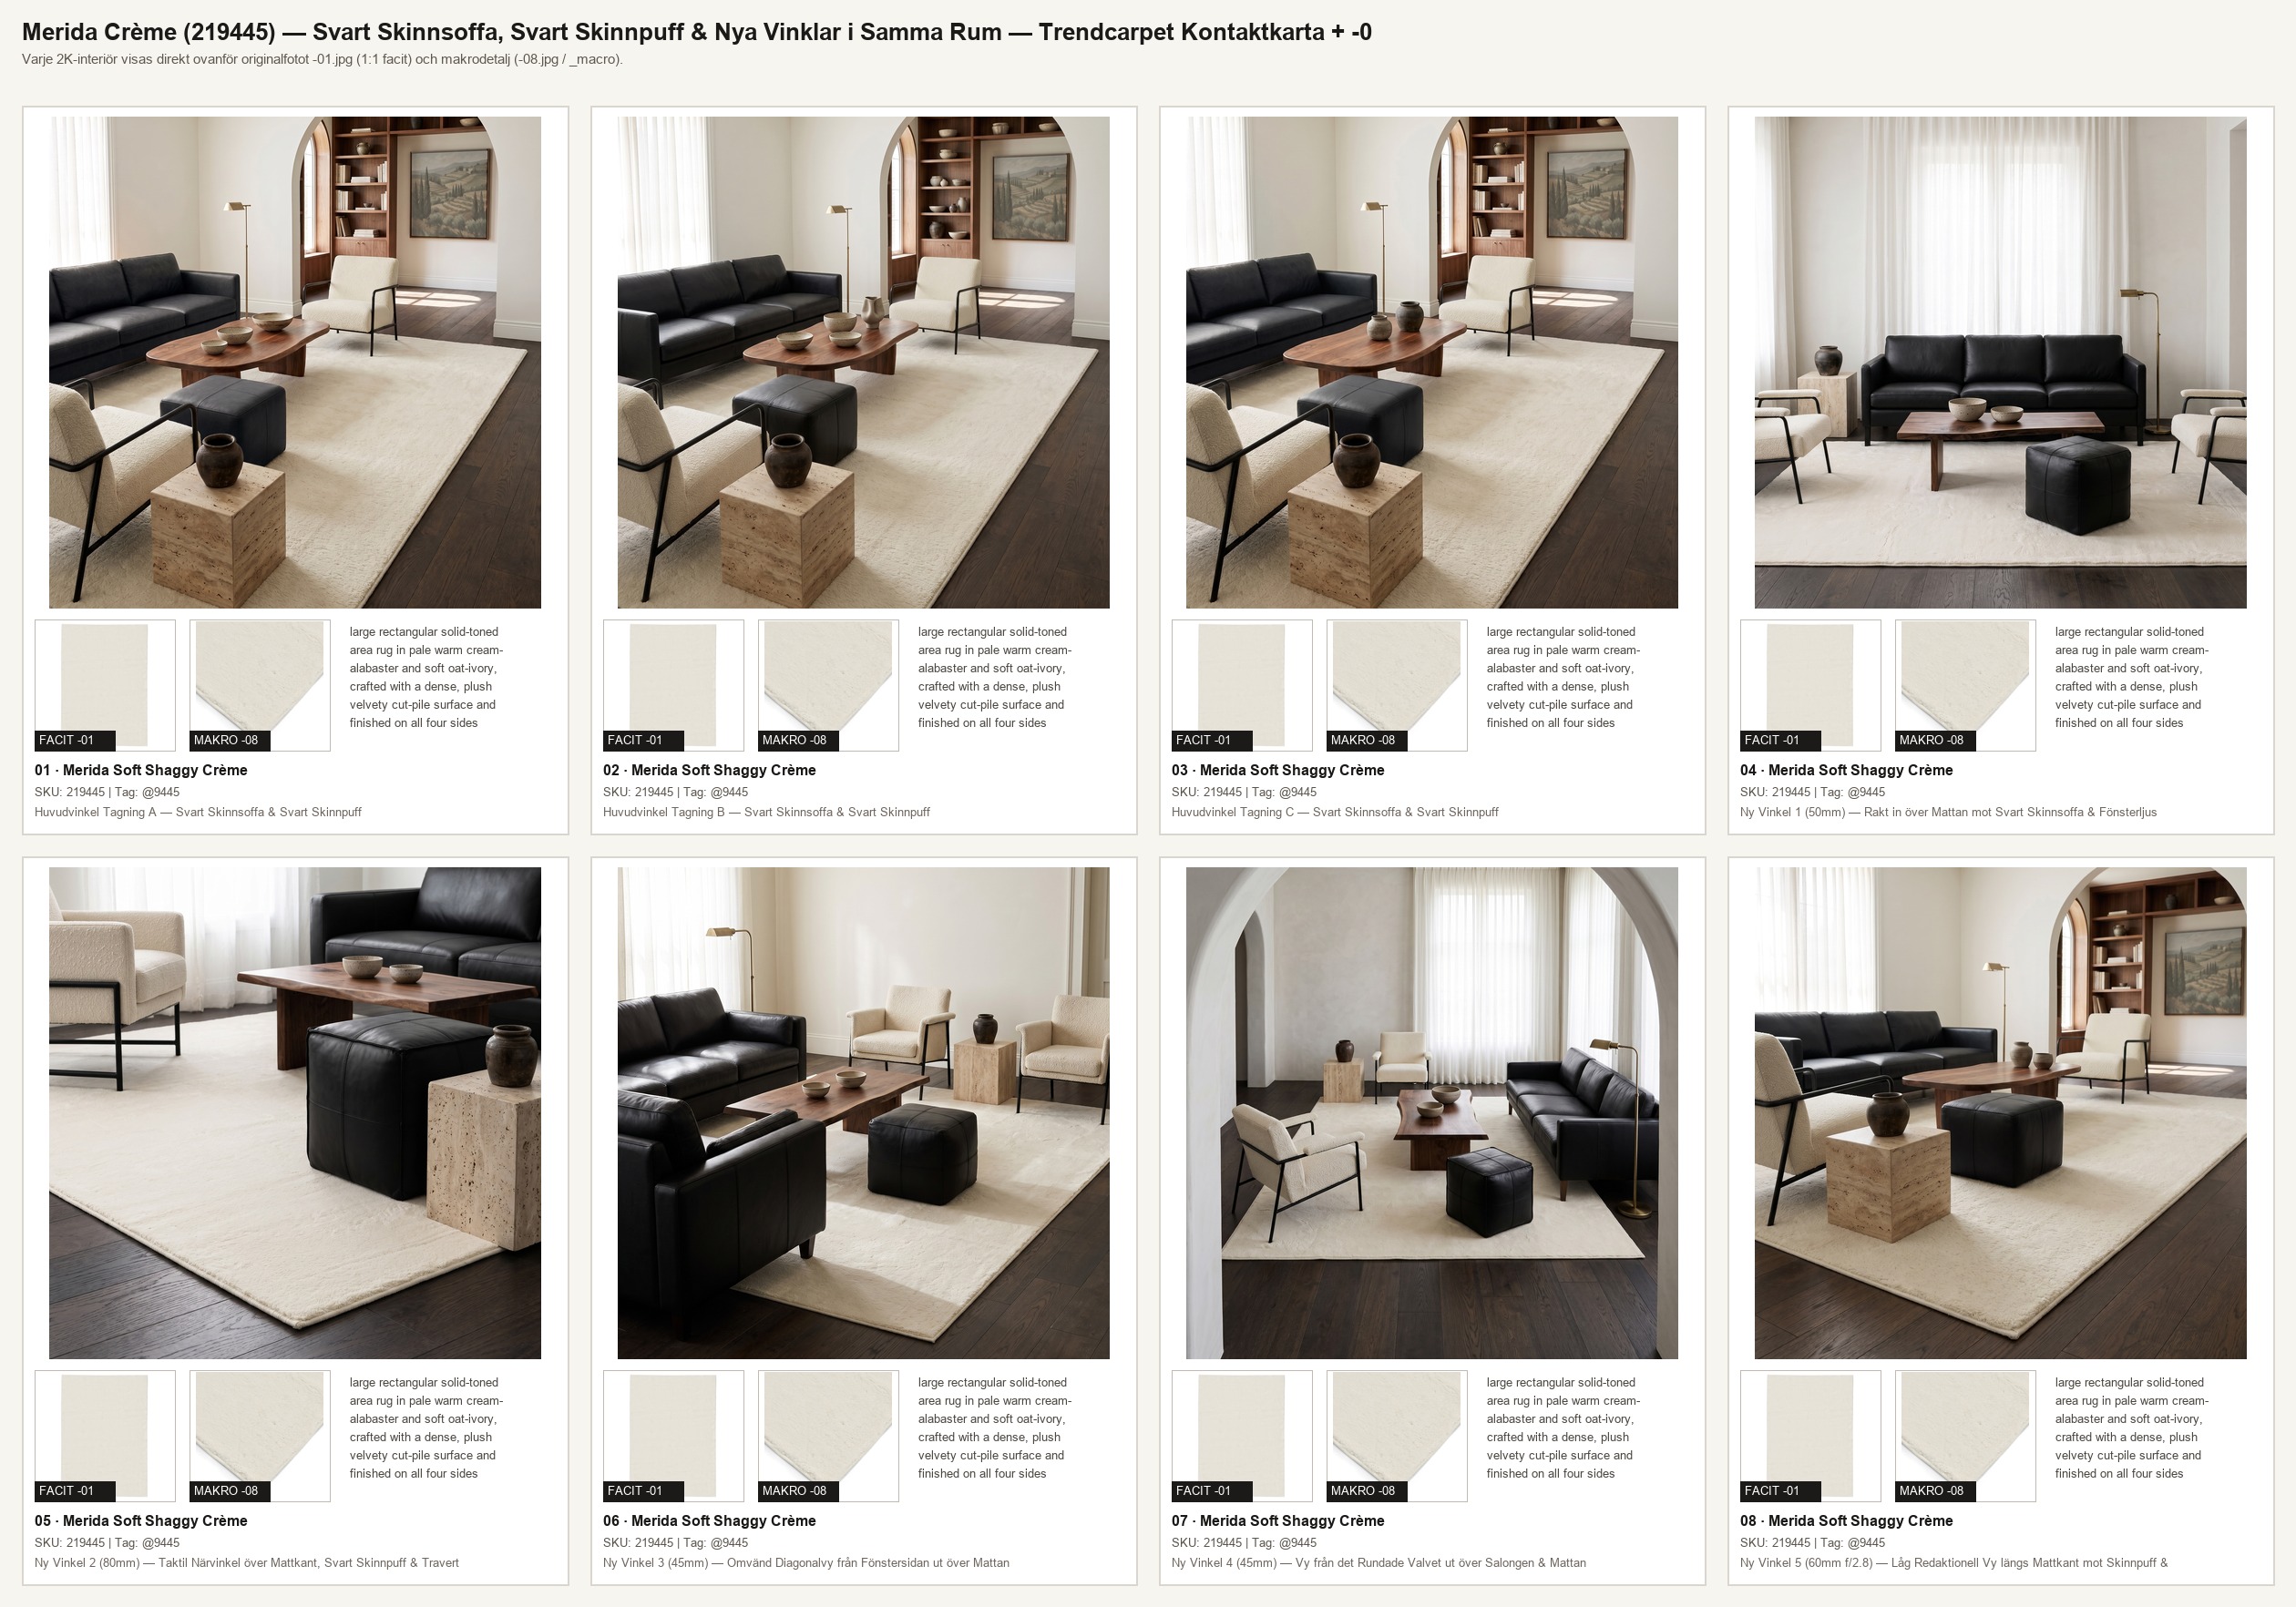 Merida Crème (219445) — Svart Skinnsoffa, Svart Skinnpuff & Nya Vinklar i Samma Rum — Trendcarpet Kontaktkarta + -0
Varje 2K-interiör visas direkt ovanför originalfotot -01.jpg (1:1 facit) och makrodetalj (-08.jpg / _macro).
large rectangular solid-toned
area rug in pale warm cream-
alabaster and soft oat-ivory,
crafted with a dense, plush
velvety cut-pile surface and
finished on all four sides
FACIT -01
MAKRO -08
01 · Merida Soft Shaggy Crème
SKU: 219445 | Tag: @9445
Huvudvinkel Tagning A — Svart Skinnsoffa & Svart Skinnpuff
large rectangular solid-toned
area rug in pale warm cream-
alabaster and soft oat-ivory,
crafted with a dense, plush
velvety cut-pile surface and
finished on all four sides
FACIT -01
MAKRO -08
02 · Merida Soft Shaggy Crème
SKU: 219445 | Tag: @9445
Huvudvinkel Tagning B — Svart Skinnsoffa & Svart Skinnpuff
large rectangular solid-toned
area rug in pale warm cream-
alabaster and soft oat-ivory,
crafted with a dense, plush
velvety cut-pile surface and
finished on all four sides
FACIT -01
MAKRO -08
03 · Merida Soft Shaggy Crème
SKU: 219445 | Tag: @9445
Huvudvinkel Tagning C — Svart Skinnsoffa & Svart Skinnpuff
large rectangular solid-toned
area rug in pale warm cream-
alabaster and soft oat-ivory,
crafted with a dense, plush
velvety cut-pile surface and
finished on all four sides
FACIT -01
MAKRO -08
04 · Merida Soft Shaggy Crème
SKU: 219445 | Tag: @9445
Ny Vinkel 1 (50mm) — Rakt in över Mattan mot Svart Skinnsoffa & Fönsterljus
large rectangular solid-toned
area rug in pale warm cream-
alabaster and soft oat-ivory,
crafted with a dense, plush
velvety cut-pile surface and
finished on all four sides
FACIT -01
MAKRO -08
05 · Merida Soft Shaggy Crème
SKU: 219445 | Tag: @9445
Ny Vinkel 2 (80mm) — Taktil Närvinkel över Mattkant, Svart Skinnpuff & Travert
large rectangular solid-toned
area rug in pale warm cream-
alabaster and soft oat-ivory,
crafted with a dense, plush
velvety cut-pile surface and
finished on all four sides
FACIT -01
MAKRO -08
06 · Merida Soft Shaggy Crème
SKU: 219445 | Tag: @9445
Ny Vinkel 3 (45mm) — Omvänd Diagonalvy från Fönstersidan ut över Mattan
large rectangular solid-toned
area rug in pale warm cream-
alabaster and soft oat-ivory,
crafted with a dense, plush
velvety cut-pile surface and
finished on all four sides
FACIT -01
MAKRO -08
07 · Merida Soft Shaggy Crème
SKU: 219445 | Tag: @9445
Ny Vinkel 4 (45mm) — Vy från det Rundade Valvet ut över Salongen & Mattan
large rectangular solid-toned
area rug in pale warm cream-
alabaster and soft oat-ivory,
crafted with a dense, plush
velvety cut-pile surface and
finished on all four sides
FACIT -01
MAKRO -08
08 · Merida Soft Shaggy Crème
SKU: 219445 | Tag: @9445
Ny Vinkel 5 (60mm f/2.8) — Låg Redaktionell Vy längs Mattkant mot Skinnpuff &